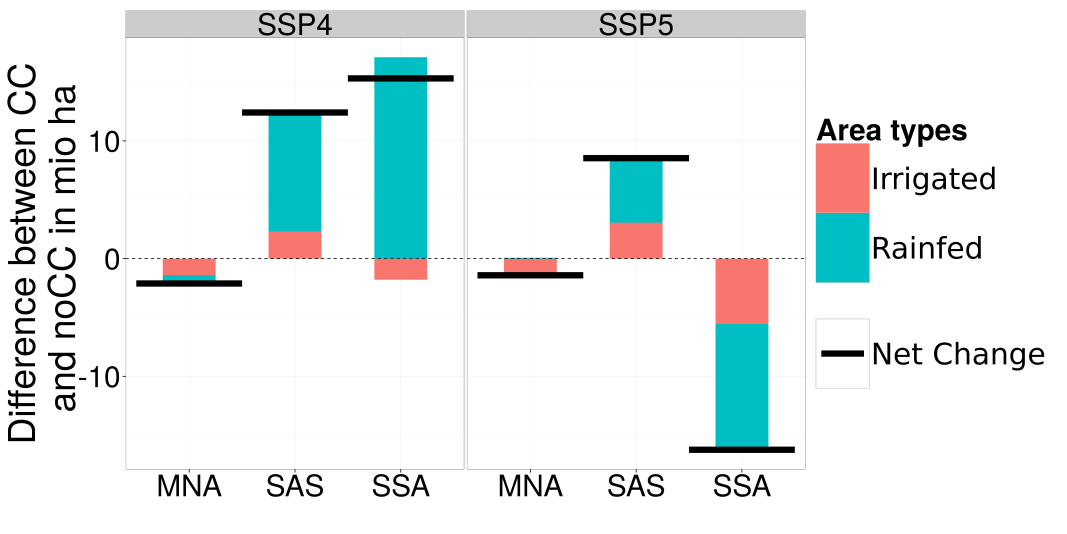 SSP4
SSP5
Difference between CC
and noCC in mio ha
10
0
-10
MNA
SAS
SSA
MNA
SAS
SSA
Area types
Irrigated
Rainfed
Net Change